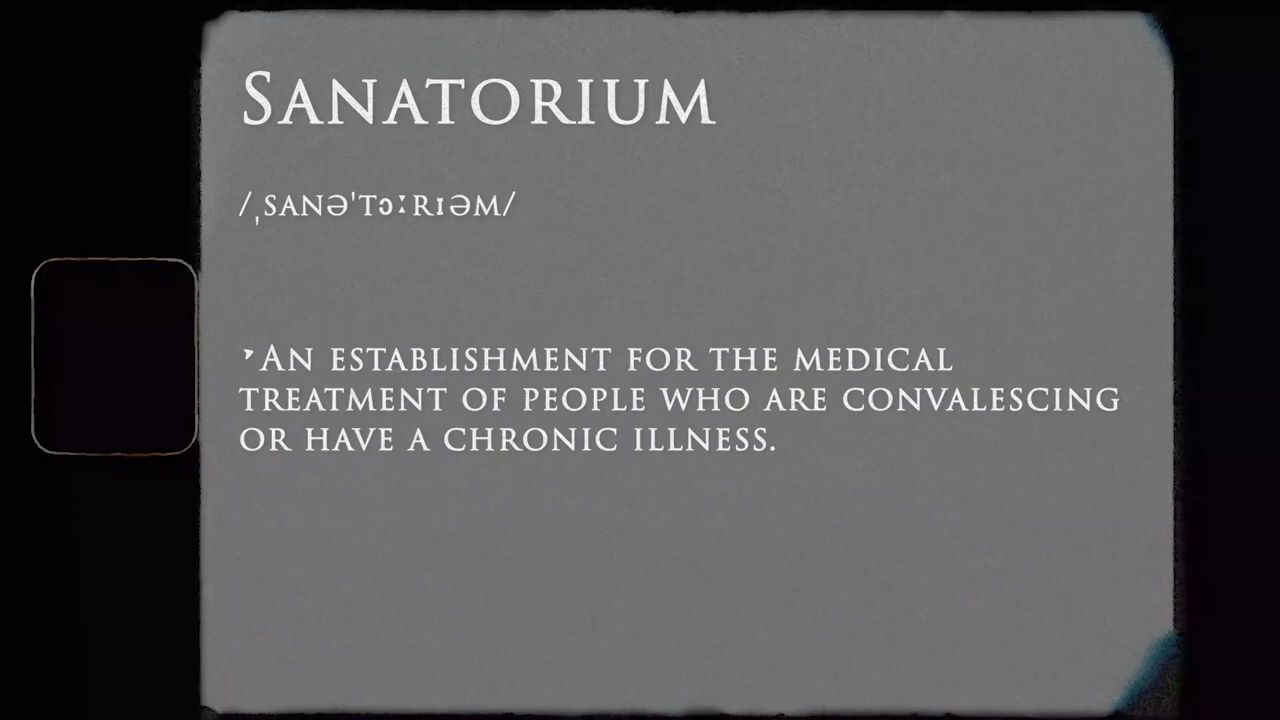 Sanatorium
/ˌsanəˈtɔːrɪəm/
An establishment for the medical
treatment of people who are convalescing
or have a chronic illness.